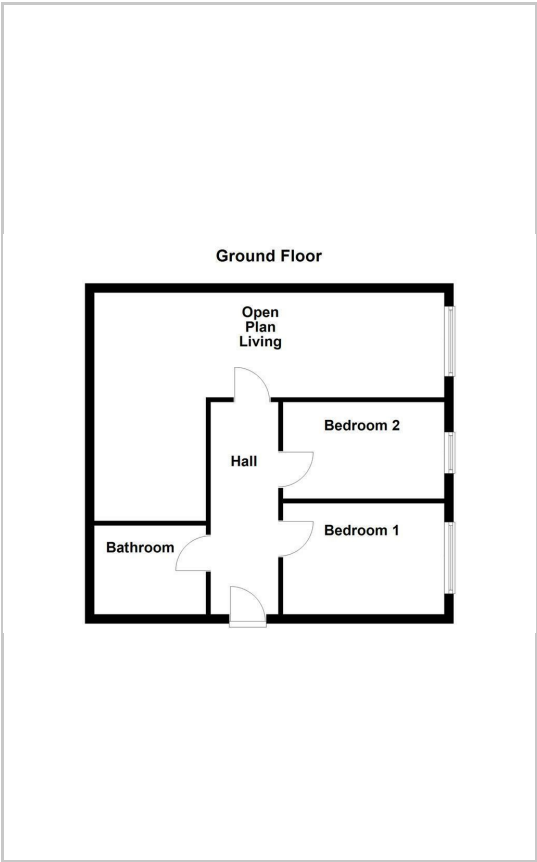 Ground Floor
Open
Plan
Living
Bedroom 2
Hall
Bedroom 1
Bathroom